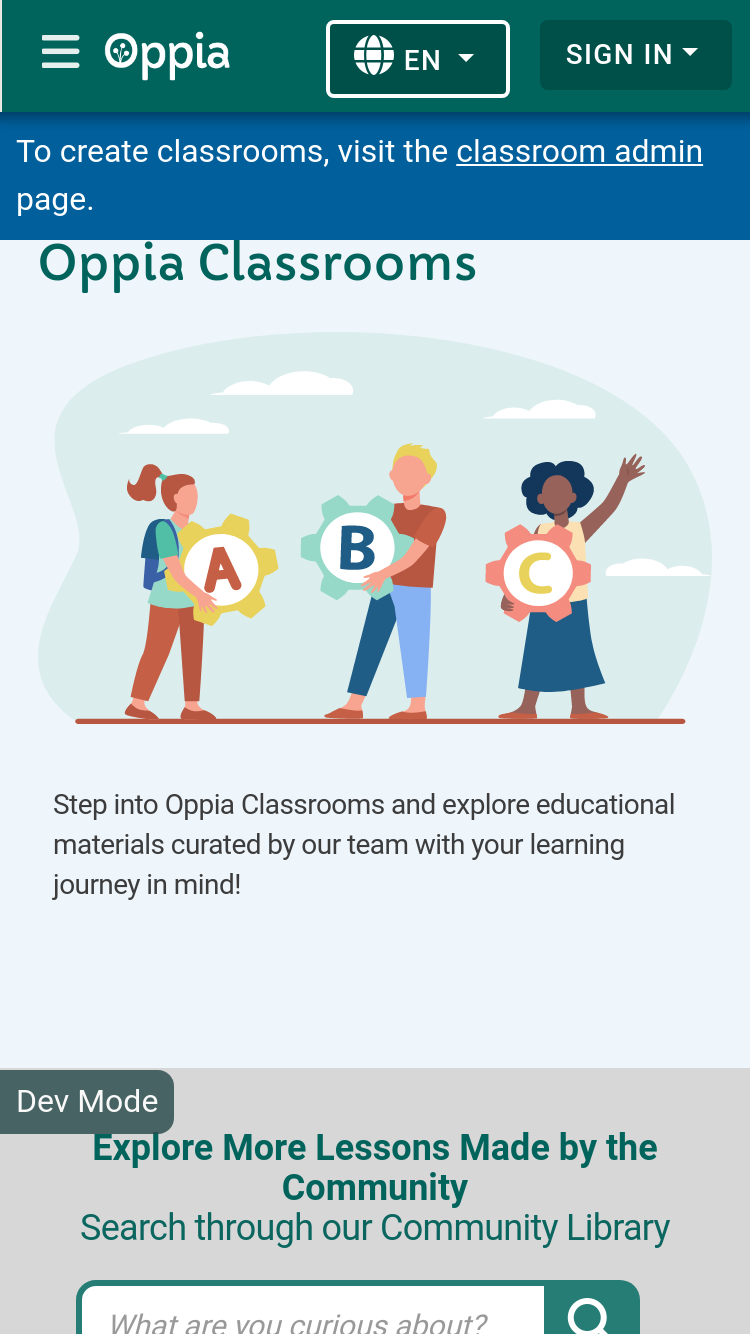 Oppia
EN
SIGN IN
To create classrooms, visit the classroom admin
page.
Oppia Classrooms
A
B
C
Step into Oppia Classrooms and explore educational
materials curated by our team with your learning
journey in mind!
Dev Mode
Explore More Lessons Made by the
Community
Search through our Community Library
What are you curious about?